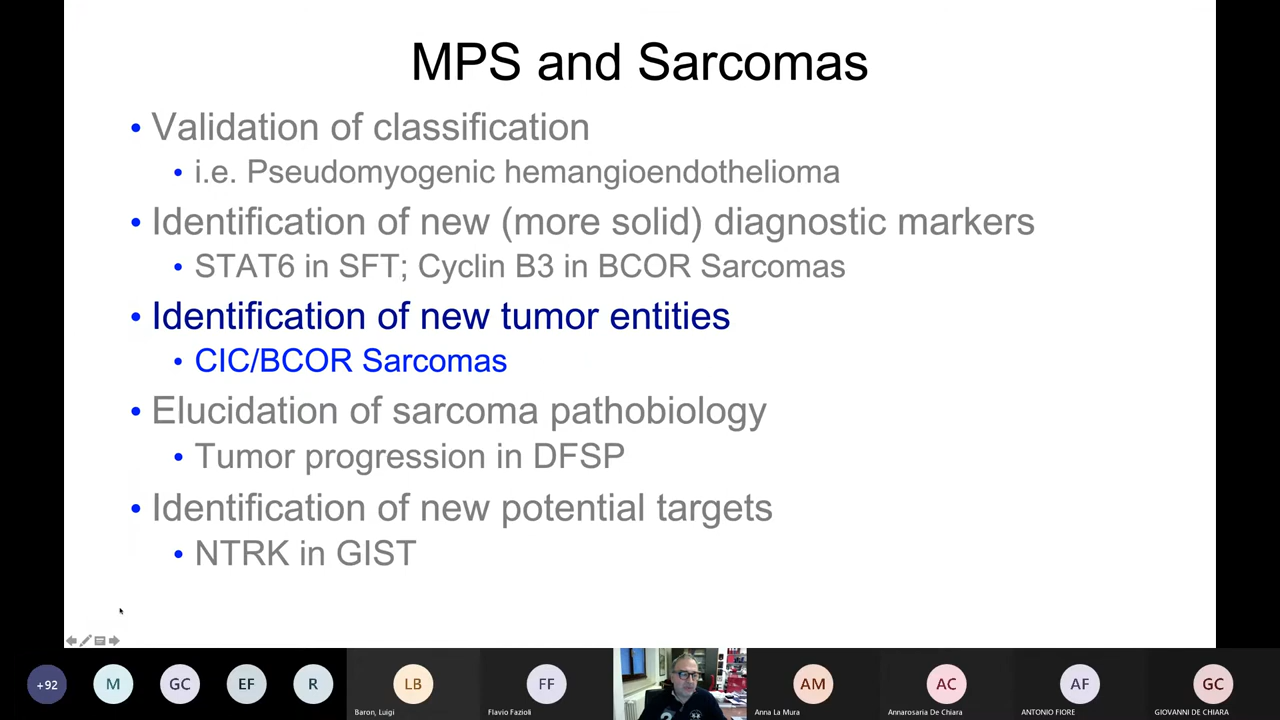 MPS and Sarcomas
• Validation of classification
• i.e. Pseudomyogenic hemangioendothelioma
• Identification of new (more solid) diagnostic markers
• STAT6 in SFT; Cyclin B3 in BCOR Sarcomas
• Identification of new tumor entities
• CIC/BCOR Sarcomas
• Elucidation of sarcoma pathobiology
• Tumor progression in DFSP
• Identification of new potential targets
• NTRK in GIST
+92 M GC EF R LB FF AM AC AF GC
Baron, Luigi Flavio Fazioli Anna La Mura Annarosaria De Chiara ANTONIO FIORE GIOVANNI DE CHIARA